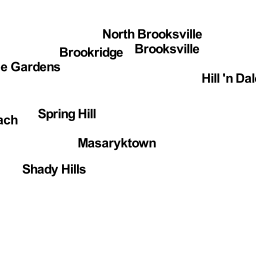 North Brooksville
Brookridge
Brooksville
e Gardens
Hill 'n Dal
ach
Spring Hill
Masaryktown
Shady Hills